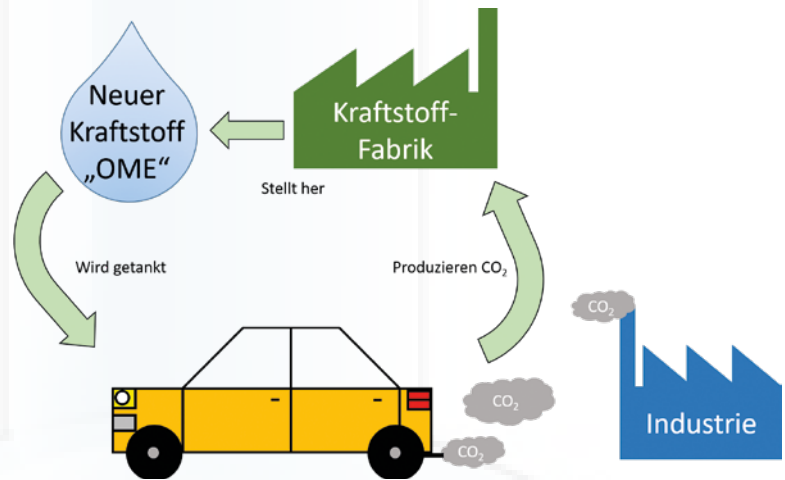 Neuer
Kraftstoff
„OME“
Kraftstoff-
Fabrik
Stellt her
Wird getankt
Produzieren CO₂
CO₂
CO₂
CO₂
Industrie